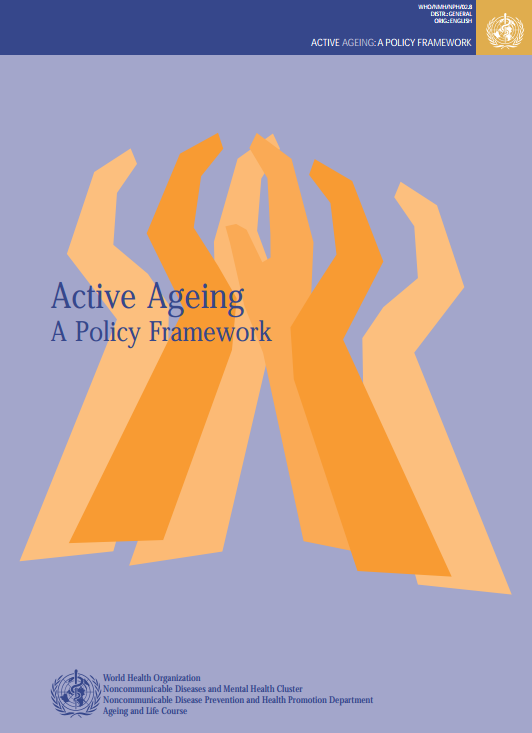 WHO/NMH/NPH/02.8
DISTR.: GENERAL
ORIG.: ENGLISH
ACTIVE AGEING: A POLICY FRAMEWORK
Active Ageing
A Policy Framework
World Health Organization
Noncommunicable Diseases and Mental Health Cluster
Noncommunicable Disease Prevention and Health Promotion Department
Ageing and Life Course